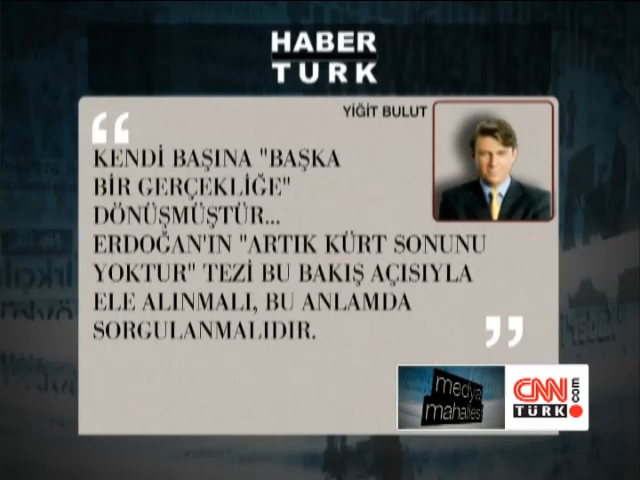 HABER
TURK
YİĞİT BULUT
KENDİ BAŞINA "BAŞKA
BİR GERÇEKLİĞE"
DÖNÜŞMÜŞTÜR...
ERDOĞAN'IN "ARTIK KÜRT SONUNU
YOKTUR" TEZİ BU BAKIŞ AÇISIYLA
ELE ALINMALI, BU ANLAMDA
SORGULANMALIDIR.
medya
mahallesi
CNN
TÜRK.com